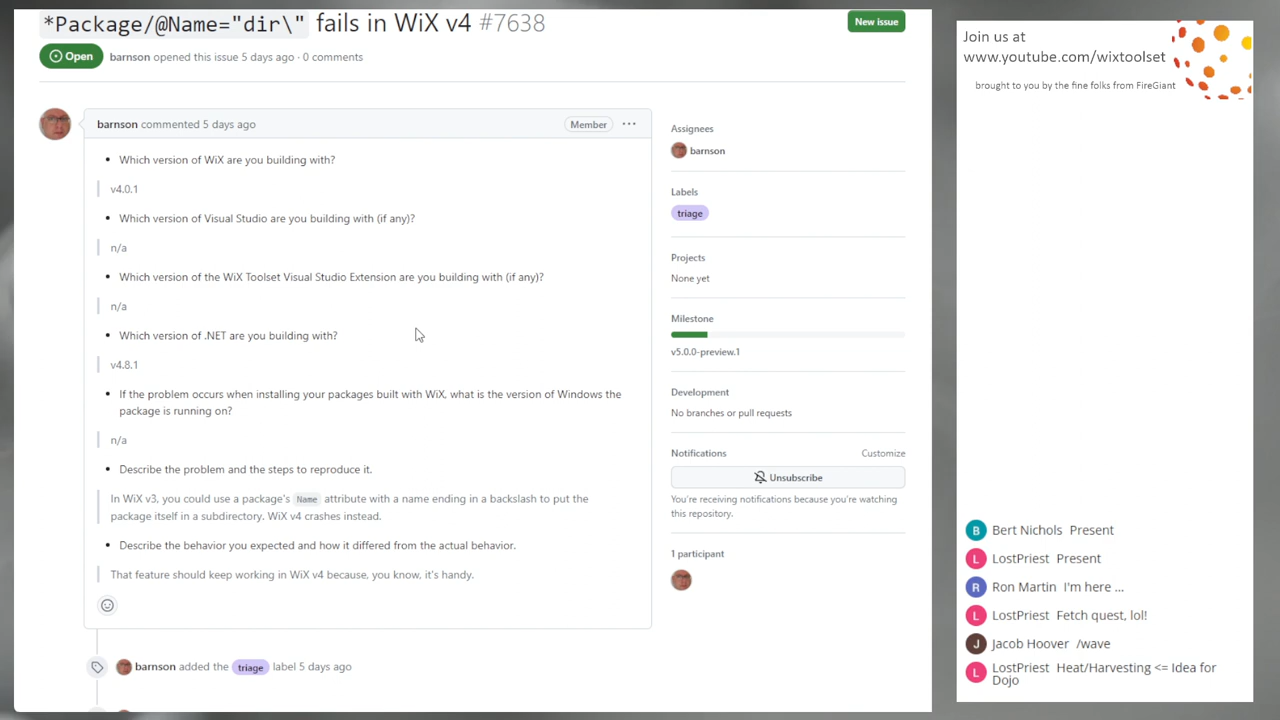 *Package/@Name="dir\" fails in WiX v4 #7638
New issue
Open
barnson opened this issue 5 days ago · 0 comments
barnson commented 5 days ago
Member
• Which version of WiX are you building with?
v4.0.1
• Which version of Visual Studio are you building with (if any)?
n/a
• Which version of the WiX Toolset Visual Studio Extension are you building with (if any)?
n/a
• Which version of .NET are you building with?
v4.8.1
• If the problem occurs when installing your packages built with WiX, what is the version of Windows the
package is running on?
n/a
• Describe the problem and the steps to reproduce it.
In WiX v3, you could use a package's Name attribute with a name ending in a backslash to put the
package itself in a subdirectory. WiX v4 crashes instead.
• Describe the behavior you expected and how it differed from the actual behavior.
That feature should keep working in WiX v4 because, you know, it's handy.
barnson added the triage label 5 days ago
Assignees
barnson
Labels
triage
Projects
None yet
Milestone
v5.0.0-preview.1
Development
No branches or pull requests
Notifications
Customize
Unsubscribe
You're receiving notifications because you're watching
this repository.
1 participant
Join us at
www.youtube.com/wixtoolset
brought to you by the fine folks from FireGiant
B Bert Nichols Present
L LostPriest Present
R Ron Martin I'm here ...
L LostPriest Fetch quest, lol!
J Jacob Hoover /wave
L LostPriest Heat/Harvesting <= Idea for
Dojo